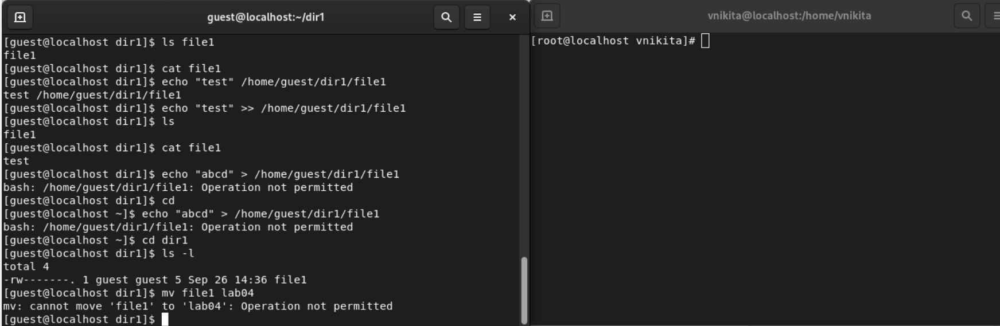 guest@localhost:~/dir1
[guest@localhost dir1]$ ls file1
file1
[guest@localhost dir1]$ cat file1
[guest@localhost dir1]$ echo "test" /home/guest/dir1/file1
test /home/guest/dir1/file1
[guest@localhost dir1]$ echo "test" >> /home/guest/dir1/file1
[guest@localhost dir1]$ ls
file1
[guest@localhost dir1]$ cat file1
test
[guest@localhost dir1]$ echo "abcd" > /home/guest/dir1/file1
bash: /home/guest/dir1/file1: Operation not permitted
[guest@localhost dir1]$ cd
[guest@localhost ~]$ echo "abcd" > /home/guest/dir1/file1
bash: /home/guest/dir1/file1: Operation not permitted
[guest@localhost ~]$ cd dir1
[guest@localhost dir1]$ ls -l
total 4
-rw-------. 1 guest guest 5 Sep 26 14:36 file1
[guest@localhost dir1]$ mv file1 lab04
mv: cannot move 'file1' to 'lab04': Operation not permitted
[guest@localhost dir1]$
vnikita@localhost:/home/vnikita
[root@localhost vnikita]#